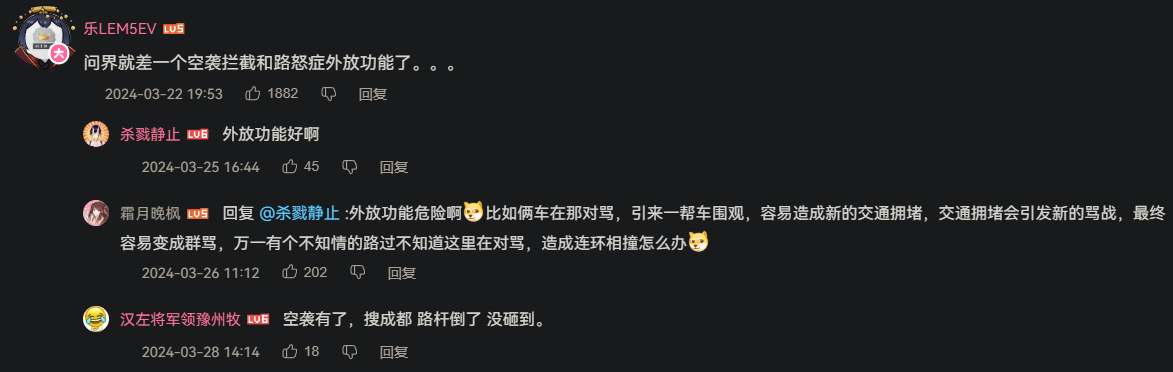 乐LEM5EV LV5
大
问界就差一个空袭拦截和路怒症外放功能了。。。
2024-03-22 19:53 1882 回复
杀戮静止 LV6 外放功能好啊
2024-03-25 16:44 45 回复
霜月晚枫 LV5 回复 @杀戮静止 :外放功能危险啊比如俩车在那对骂，引来一帮车围观，容易造成新的交通拥堵，交通拥堵会引发新的骂战，最终
容易变成群骂，万一有个不知情的路过不知道这里在对骂，造成连环相撞怎么办
2024-03-26 11:12 202 回复
汉左将军领豫州牧 LV6 空袭有了，搜成都 路杆倒了 没砸到。
2024-03-28 14:14 18 回复